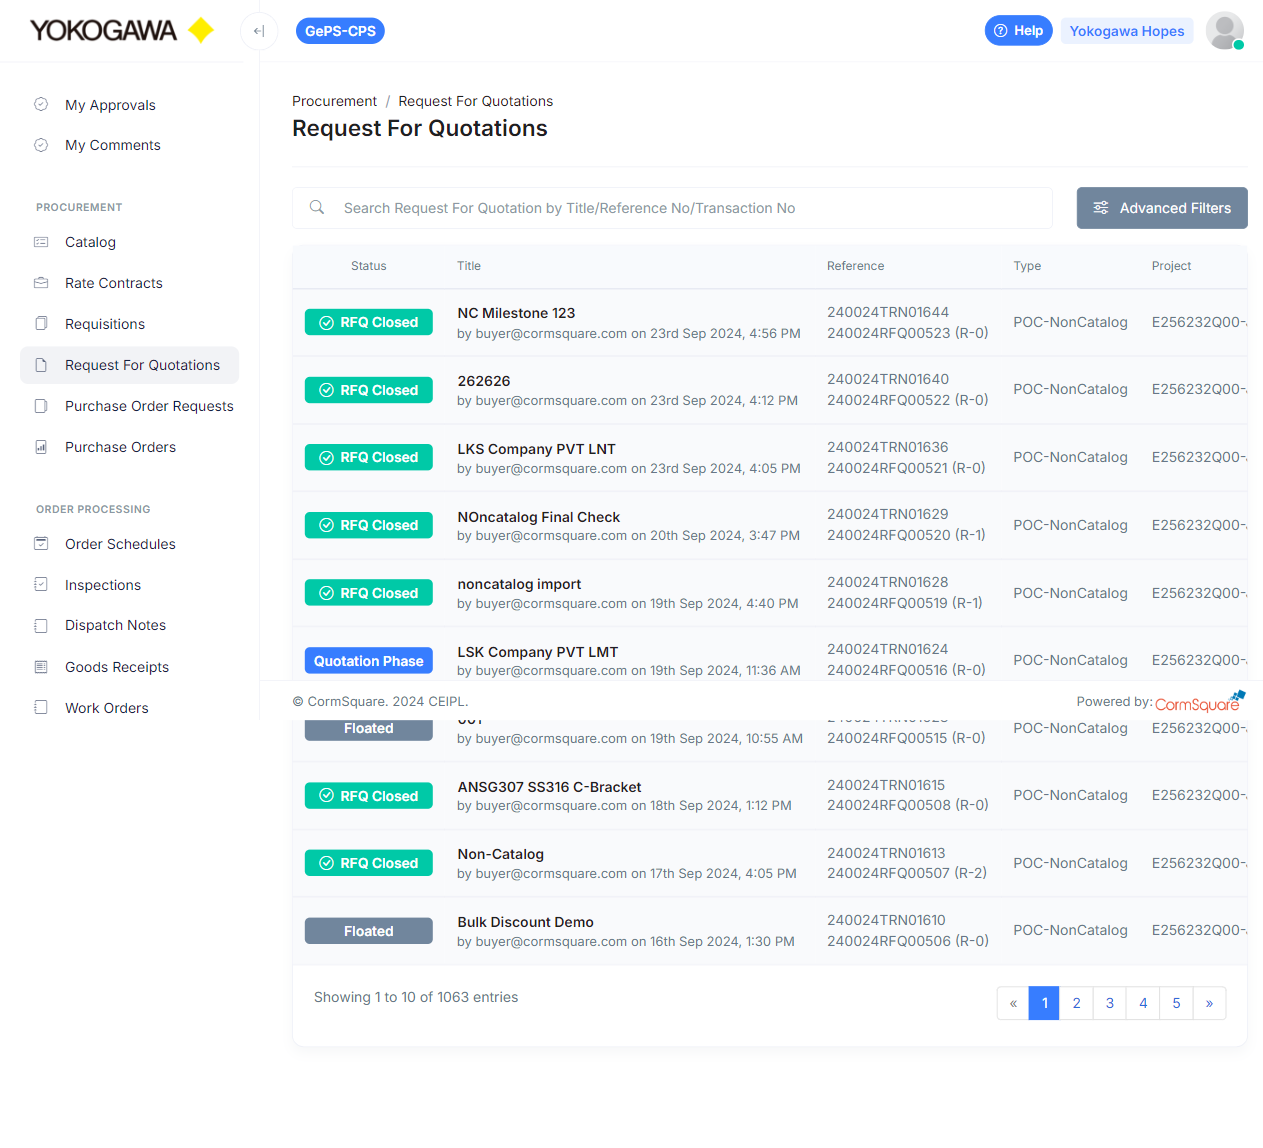 YOKOGAWA
GePS-CPS
Help
Yokogawa Hopes
My Approvals
My Comments
PROCUREMENT
Catalog
Rate Contracts
Requisitions
Request For Quotations
Purchase Order Requests
Purchase Orders
ORDER PROCESSING
Order Schedules
Inspections
Dispatch Notes
Goods Receipts
Work Orders
Procurement / Request For Quotations
Request For Quotations
Search Request For Quotation by Title/Reference No/Transaction No
Advanced Filters
Status Title Reference Type Project
RFQ Closed NC Milestone 123 240024TRN01644 POC-NonCatalog E256232Q00-
by buyer@cormsquare.com on 23rd Sep 2024, 4:56 PM 240024RFQ00523 (R-0)
RFQ Closed 262626 240024TRN01640 POC-NonCatalog E256232Q00-
by buyer@cormsquare.com on 23rd Sep 2024, 4:12 PM 240024RFQ00522 (R-0)
RFQ Closed LKS Company PVT LNT 240024TRN01636 POC-NonCatalog E256232Q00-
by buyer@cormsquare.com on 23rd Sep 2024, 4:05 PM 240024RFQ00521 (R-0)
RFQ Closed NOncatalog Final Check 240024TRN01629 POC-NonCatalog E256232Q00-
by buyer@cormsquare.com on 20th Sep 2024, 3:47 PM 240024RFQ00520 (R-1)
RFQ Closed noncatalog import 240024TRN01628 POC-NonCatalog E256232Q00-
by buyer@cormsquare.com on 19th Sep 2024, 4:40 PM 240024RFQ00519 (R-1)
Quotation Phase LSK Company PVT LMT 240024TRN01624 POC-NonCatalog E256232Q00-
by buyer@cormsquare.com on 19th Sep 2024, 11:36 AM 240024RFQ00516 (R-0)
© CormSquare. 2024 CEIPL. Powered by: CormSquare
Floated POC-NonCatalog E256232Q00-
by buyer@cormsquare.com on 19th Sep 2024, 10:55 AM 240024RFQ00515 (R-0)
RFQ Closed ANSG307 SS316 C-Bracket 240024TRN01615 POC-NonCatalog E256232Q00-
by buyer@cormsquare.com on 18th Sep 2024, 1:12 PM 240024RFQ00508 (R-0)
RFQ Closed Non-Catalog 240024TRN01613 POC-NonCatalog E256232Q00-
by buyer@cormsquare.com on 17th Sep 2024, 4:05 PM 240024RFQ00507 (R-2)
Floated Bulk Discount Demo 240024TRN01610 POC-NonCatalog E256232Q00-
by buyer@cormsquare.com on 16th Sep 2024, 1:30 PM 240024RFQ00506 (R-0)
Showing 1 to 10 of 1063 entries
« 1 2 3 4 5 »